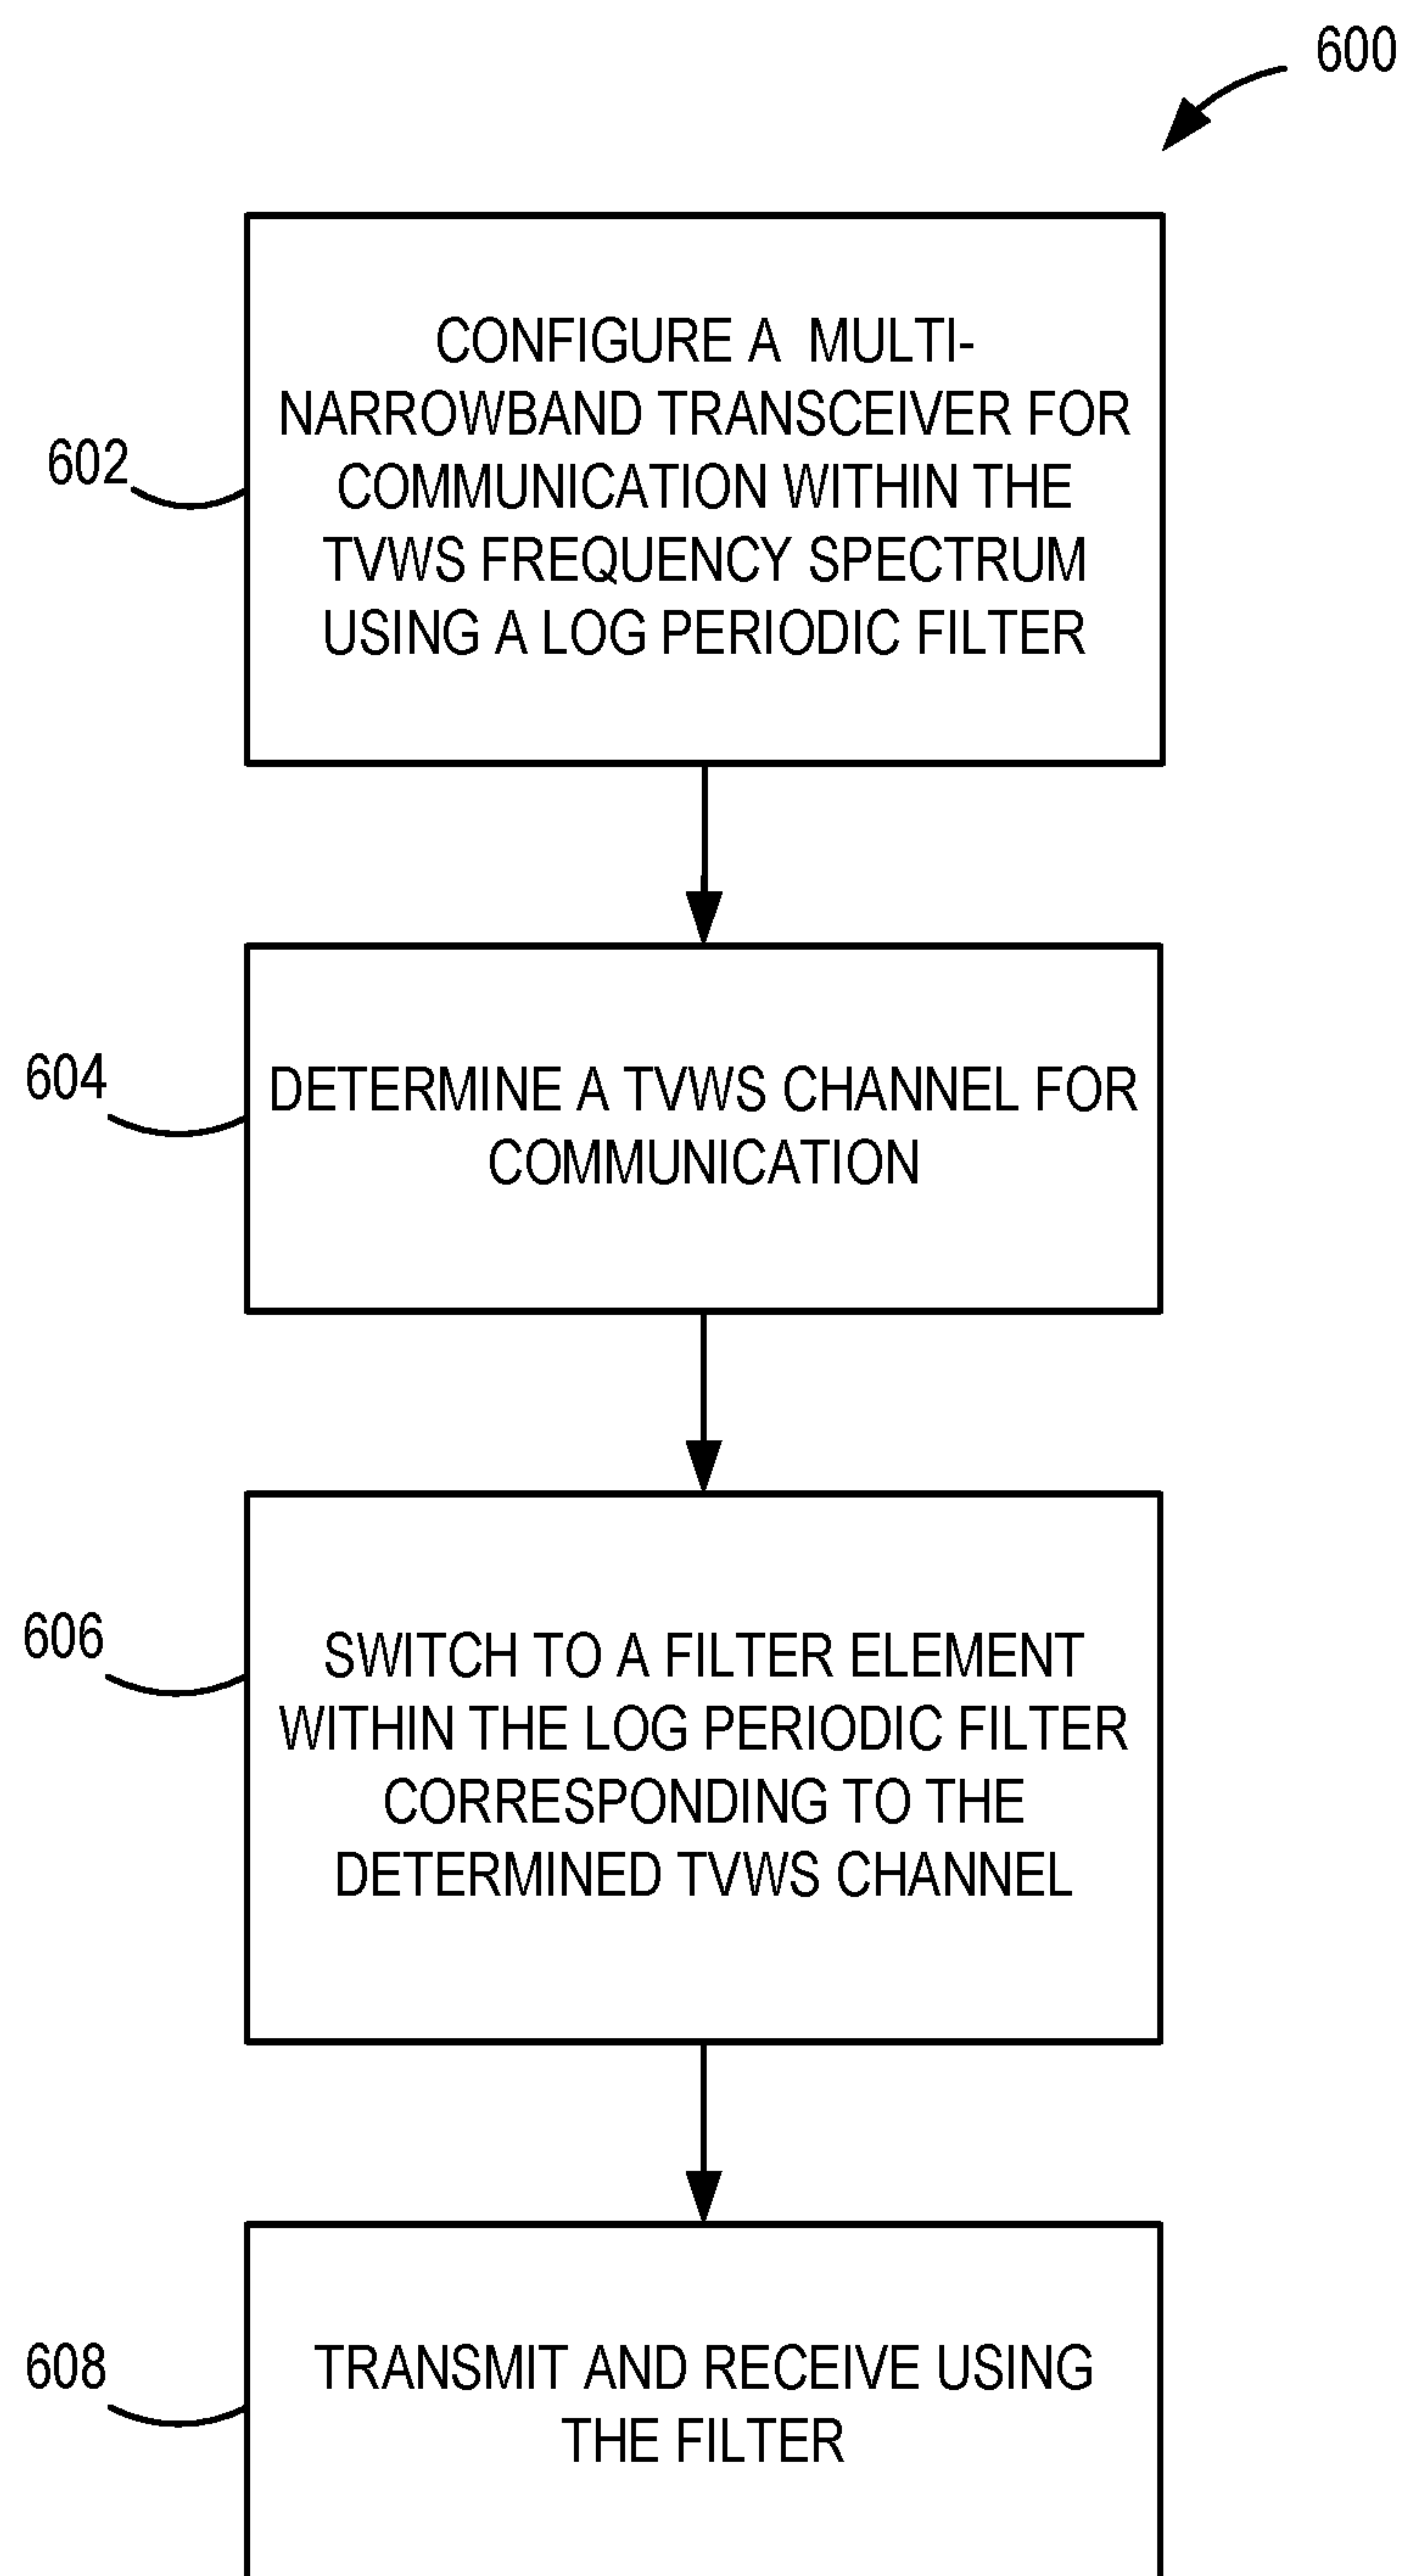 600
CONFIGURE A MULTI-
NARROWBAND TRANSCEIVER FOR
COMMUNICATION WITHIN THE
TVWS FREQUENCY SPECTRUM
USING A LOG PERIODIC FILTER
602
604
DETERMINE A TVWS CHANNEL FOR
COMMUNICATION
606
SWITCH TO A FILTER ELEMENT
WITHIN THE LOG PERIODIC FILTER
CORRESPONDING TO THE
DETERMINED TVWS CHANNEL
608
TRANSMIT AND RECEIVE USING
THE FILTER